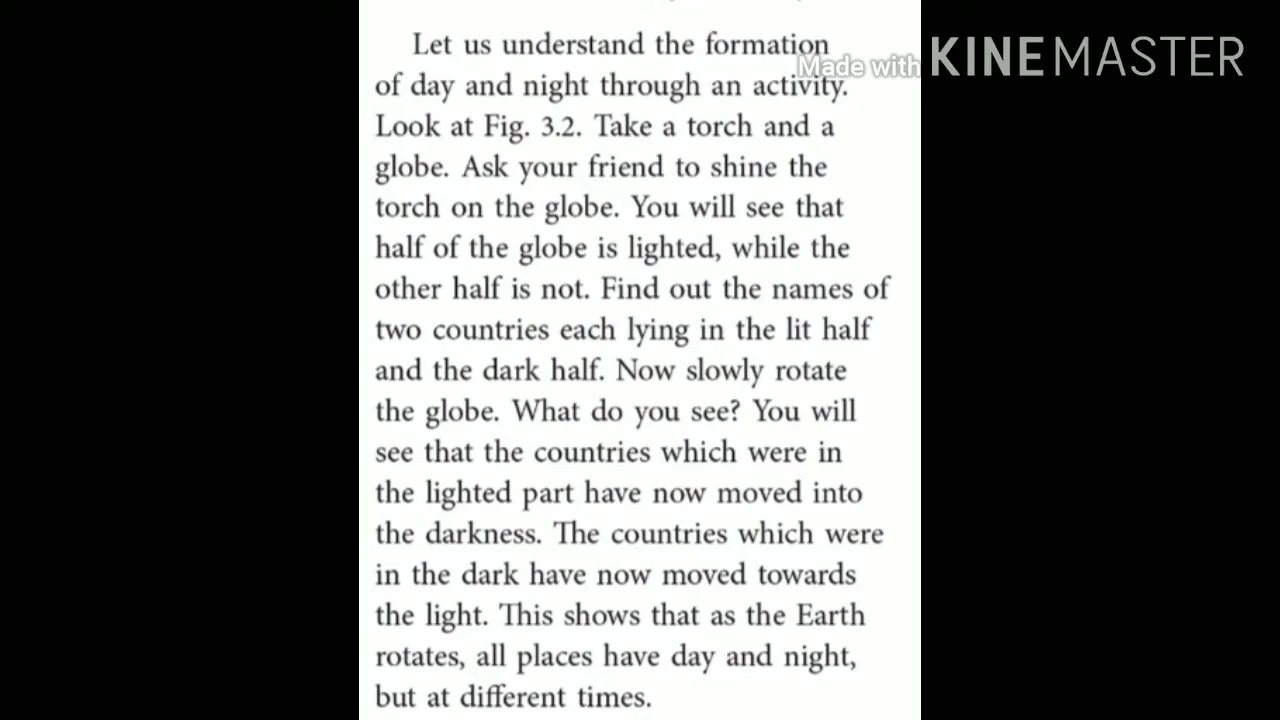 Let us understand the formation
of day and night through an activity.
Look at Fig. 3.2. Take a torch and a
globe. Ask your friend to shine the
torch on the globe. You will see that
half of the globe is lighted, while the
other half is not. Find out the names of
two countries each lying in the lit half
and the dark half. Now slowly rotate
the globe. What do you see? You will
see that the countries which were in
the lighted part have now moved into
the darkness. The countries which were
in the dark have now moved towards
the light. This shows that as the Earth
rotates, all places have day and night,
but at different times.
Made with KINEMASTER